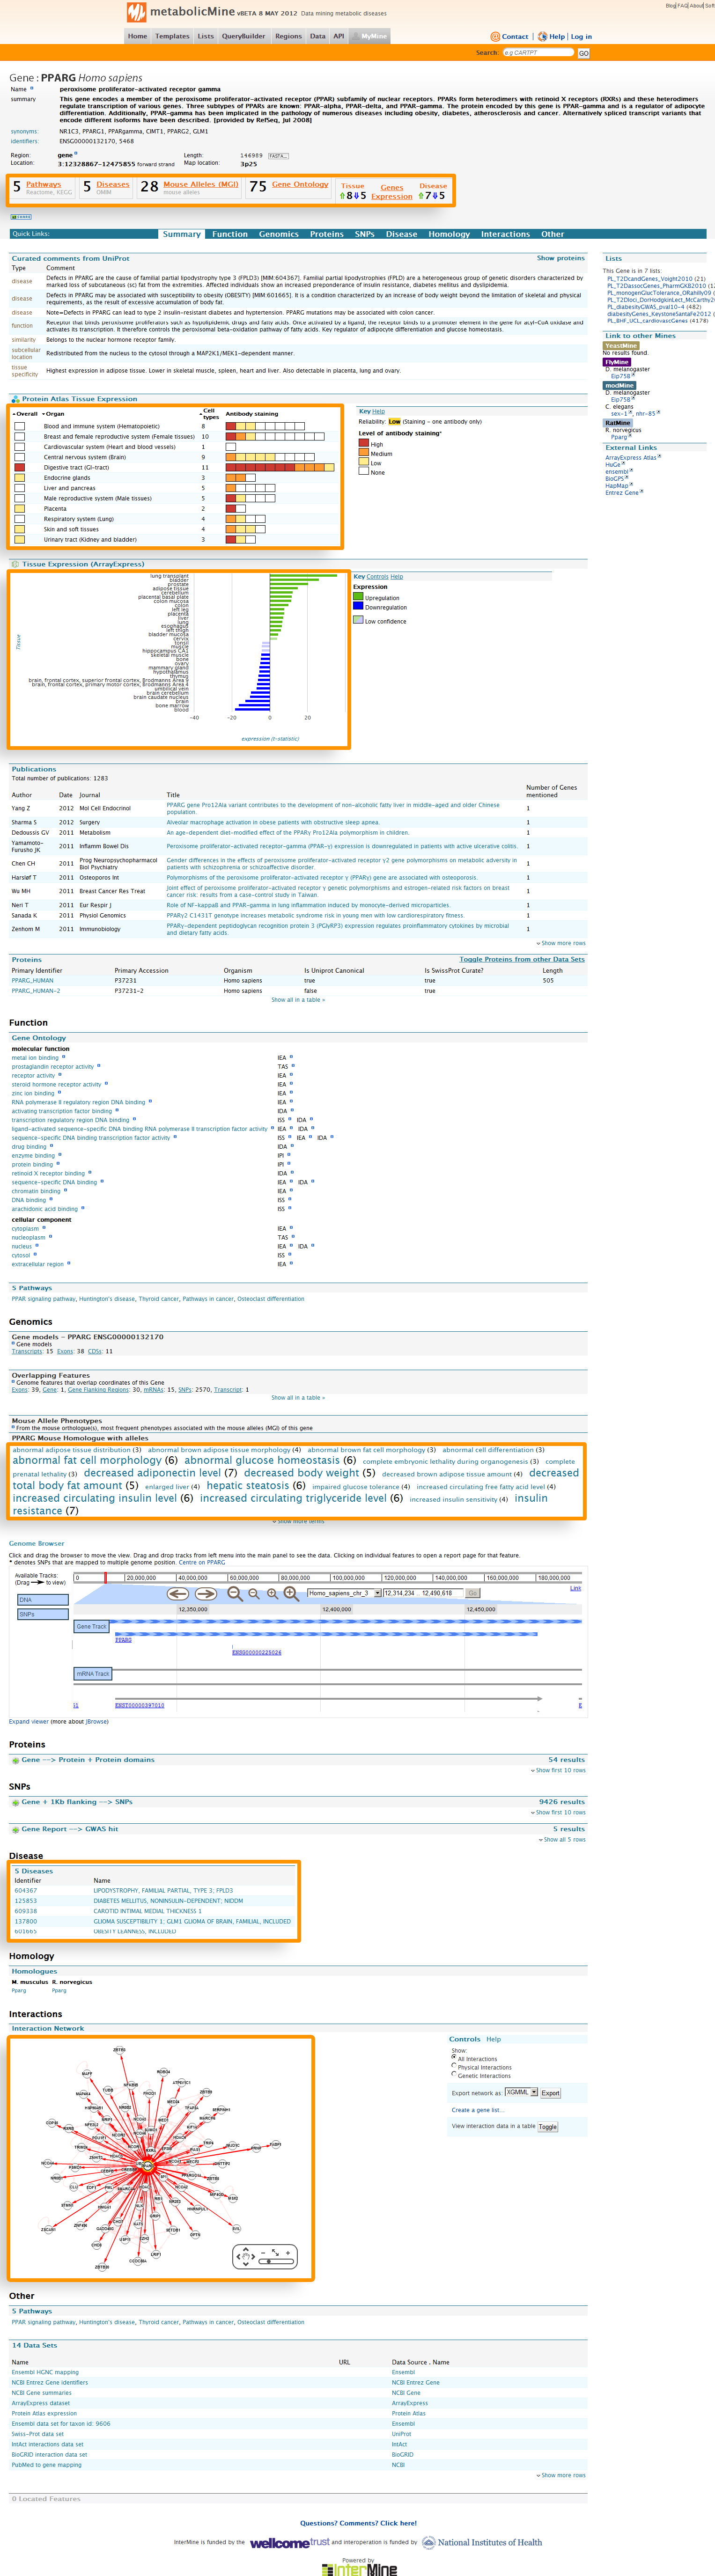 Blog| FAQ| About| Soft
metabolicMine vBETA 8 MAY 2012 Data mining metabolic diseases
Home Templates Lists QueryBuilder Regions Data API MyMine
Contact | Help | Log in
Search: e.g CARTPT GO
Gene : PPARG Homo sapiens
Name peroxisome proliferator-activated receptor gamma
summary This gene encodes a member of the peroxisome proliferator-activated receptor (PPAR) subfamily of nuclear receptors. PPARs form heterodimers with retinoid X receptors (RXRs) and these heterodimers
regulate transcription of various genes. Three subtypes of PPARs are known: PPAR-alpha, PPAR-delta, and PPAR-gamma. The protein encoded by this gene is PPAR-gamma and is a regulator of adipocyte
differentiation. Additionally, PPAR-gamma has been implicated in the pathology of numerous diseases including obesity, diabetes, atherosclerosis and cancer. Alternatively spliced transcript variants that
encode different isoforms have been described. [provided by RefSeq, Jul 2008]
synonyms: NR1C3, PPARG1, PPARgamma, CIMT1, PPARG2, GLM1
identifiers: ENSG00000132170, 5468
Region: gene Length: 146989 FASTA...
Location: 3:12328867-12475855 forward strand Map location: 3p25
5 Pathways Reactome, KEGG
5 Diseases OMIM
28 Mouse Alleles (MGI) mouse alleles
75 Gene Ontology
Tissue 8 5 Genes Expression Disease 7 5
Quick Links: Summary Function Genomics Proteins SNPs Disease Homology Interactions Other
Curated comments from UniProt Show proteins
Type Comment
disease Defects in PPARG are the cause of familial partial lipodystrophy type 3 (FPLD3) [MIM:604367]. Familial partial lipodystrophies (FPLD) are a heterogeneous group of genetic disorders characterized by
marked loss of subcutaneous (sc) fat from the extremities. Affected individuals show an increased preponderance of insulin resistance, diabetes mellitus and dyslipidemia.
disease Defects in PPARG may be associated with susceptibility to obesity (OBESITY) [MIM:601665]. It is a condition characterized by an increase of body weight beyond the limitation of skeletal and physical
requirements, as the result of excessive accumulation of body fat.
disease Note=Defects in PPARG can lead to type 2 insulin-resistant diabetes and hypertension. PPARG mutations may be associated with colon cancer.
function Receptor that binds peroxisome proliferators such as hypolipidemic drugs and fatty acids. Once activated by a ligand, the receptor binds to a promoter element in the gene for acyl-CoA oxidase and
activates its transcription. It therefore controls the peroxisomal beta-oxidation pathway of fatty acids. Key regulator of adipocyte differentiation and glucose homeostasis.
similarity Belongs to the nuclear hormone receptor family.
subcellular location Redistributed from the nucleus to the cytosol through a MAP2K1/MEK1-dependent manner.
tissue specificity Highest expression in adipose tissue. Lower in skeletal muscle, spleen, heart and liver. Also detectable in placenta, lung and ovary.
Lists
This Gene is in 7 lists:
PL_T2DcandGenes_Voight2010 (21)
PL_T2DassocGenes_PharmGKB2010
PL_monogenGlucTolerance_ORahilly09
PL_diabesityGWAS_pval10-4 (482)
diabesityGenes_KeystoneSantaFe2012
PL_BHF_UCL_cardiovascGenes (4178)
Link to other Mines
YeastMine
No results found.
FlyMine
D. melanogaster
Eip75B
modMine
D. melanogaster
Eip75B
C. elegans
sex-1, nhr-85
RatMine
R. norvegicus
Pparg
External Links
ArrayExpress Atlas
HuGe
ensembl
BioGPS
HapMap
Entrez Gene
Protein Atlas Tissue Expression
Overall Organ Cell types Antibody staining
Blood and immune system (Hematopoietic) 8
Breast and female reproductive system (Female tissues) 10
Cardiovascular system (Heart and blood vessels) 1
Central nervous system (Brain) 9
Digestive tract (GI-tract) 11
Endocrine glands 3
Liver and pancreas 5
Male reproductive system (Male tissues) 5
Placenta 2
Respiratory system (Lung) 4
Skin and soft tissues 4
Urinary tract (Kidney and bladder) 3
Key Help
Reliability: Low (Staining - one antibody only)
Level of antibody staining*
High
Medium
Low
None
Tissue Expression (ArrayExpress)
lung transplant
bladder
prostate
adipose tissue
cerebellum
placental basal plate
colon mucosa
colon
left leg
placenta
liver
lung
esophagus
left thigh
bladder mucosa
cervix
tonsil
muscle
hippocampus CA1
skeletal muscle
bone
ovary
mammary gland
hypothalamus
thymus
brain, frontal cortex, superior frontal gyrus, Brodmanns Area 9
brain, frontal cortex, primary motor cortex, Brodmanns Area 4
umbilical vein
brain cerebellum
brain caudate nucleus
brain
bone marrow
blood
Tissue
-40 -20 0 20
expression (t-statistic)
Key Controls Help
Expression
Upregulation
Downregulation
Low confidence
Publications
Total number of publications: 1283
Author Date Journal Title Number of Genes mentioned
Yang Z 2012 Mol Cell Endocrinol PPARG gene Pro12Ala variant contributes to the development of non-alcoholic fatty liver in middle-aged and older Chinese population. 1
Sharma S 2012 Surgery Alveolar macrophage activation in obese patients with obstructive sleep apnea. 1
Dedoussis GV 2011 Metabolism An age-dependent diet-modified effect of the PPARγ Pro12Ala polymorphism in children. 1
Yamamoto-Furusho JK 2011 Inflamm Bowel Dis Peroxisome proliferator-activated receptor-gamma (PPAR-γ) expression is downregulated in patients with active ulcerative colitis. 1
Chen CH 2011 Prog Neuropsychopharmacol Biol Psychiatry Gender differences in the effects of peroxisome proliferator-activated receptor γ2 gene polymorphisms on metabolic adversity in patients with schizophrenia or schizoaffective disorder. 1
Harsløf T 2011 Osteoporos Int Polymorphisms of the peroxisome proliferator-activated receptor γ (PPARγ) gene are associated with osteoporosis. 1
Wu MH 2011 Breast Cancer Res Treat Joint effect of peroxisome proliferator-activated receptor γ genetic polymorphisms and estrogen-related risk factors on breast cancer risk: results from a case-control study in Taiwan. 1
Neri T 2011 Eur Respir J Role of NF-kappaB and PPAR-gamma in lung inflammation induced by monocyte-derived microparticles. 1
Sanada K 2011 Physiol Genomics PPARγ2 C1431T genotype increases metabolic syndrome risk in young men with low cardiorespiratory fitness. 1
Zenhom M 2011 Immunobiology PPARγ-dependent peptidoglycan recognition protein 3 (PGlyRP3) expression regulates proinflammatory cytokines by microbial and dietary fatty acids. 1
Show more rows
Proteins Toggle Proteins from other Data Sets
Primary Identifier Primary Accession Organism Is Uniprot Canonical Is SwissProt Curate? Length
PPARG_HUMAN P37231 Homo sapiens true true 505
PPARG_HUMAN-2 P37231-2 Homo sapiens false true
Show all in a table »
Function
Gene Ontology
molecular function
metal ion binding IEA
prostaglandin receptor activity TAS
receptor activity IEA
steroid hormone receptor activity IEA
zinc ion binding IEA
RNA polymerase II regulatory region DNA binding IEA
activating transcription factor binding IDA
transcription regulatory region DNA binding ISS IDA
ligand-activated sequence-specific DNA binding RNA polymerase II transcription factor activity IEA IDA
sequence-specific DNA binding transcription factor activity ISS IEA IDA
drug binding IDA
enzyme binding IPI
protein binding IPI
retinoid X receptor binding IDA
sequence-specific DNA binding IEA IDA
chromatin binding IEA
DNA binding ISS
arachidonic acid binding ISS
cellular component
cytoplasm IEA
nucleoplasm TAS
nucleus IEA IDA
cytosol ISS
extracellular region IEA
5 Pathways
PPAR signaling pathway, Huntington's disease, Thyroid cancer, Pathways in cancer, Osteoclast differentiation
Genomics
Gene models - PPARG ENSG00000132170
Gene models
Transcripts: 15 Exons: 38 CDSs: 11
Overlapping Features
Genome features that overlap coordinates of this Gene
Exons: 39, Gene: 1, Gene Flanking Regions: 30, mRNAs: 15, SNPs: 2570, Transcript: 1
Show all in a table »
Mouse Allele Phenotypes
From the mouse orthologue(s), most frequent phenotypes associated with the mouse alleles (MGI) of this gene
PPARG Mouse Homologue with alleles
abnormal adipose tissue distribution (3) abnormal brown adipose tissue morphology (4) abnormal brown fat cell morphology (3) abnormal cell differentiation (3)
abnormal fat cell morphology (6) abnormal glucose homeostasis (6) complete embryonic lethality during organogenesis (3) complete
prenatal lethality (3) decreased adiponectin level (7) decreased body weight (5) decreased brown adipose tissue amount (4) decreased
total body fat amount (5) enlarged liver (4) hepatic steatosis (6) impaired glucose tolerance (4) increased circulating free fatty acid level (4)
increased circulating insulin level (6) increased circulating triglyceride level (6) increased insulin sensitivity (4) insulin
resistance (7)
Show more terms
Genome Browser
Click and drag the browser to move the view. Drag and drop tracks from left menu into the main panel to see the data. Clicking on individual features to open a report page for that feature.
* denotes SNPs that are mapped to multiple genome position. Centre on PPARG
Available Tracks:
(Drag to view)
DNA
SNPs
0 20,000,000 40,000,000 60,000,000 80,000,000 100,000,000 120,000,000 140,000,000 160,000,000 180,000,000
Homo_sapiens_chr_3 12,314,234 .. 12,490,618 Go Link
12,350,000 12,400,000 12,450,000
Gene Track
PPARG
ENSG00000225026
mRNA Track
ENST00000397010
Expand viewer (more about JBrowse)
Proteins
Gene --> Protein + Protein domains 54 results
Show first 10 rows
SNPs
Gene + 1Kb flanking --> SNPs 9426 results
Show first 10 rows
Gene Report --> GWAS hit 5 results
Show all 5 rows
Disease
5 Diseases
Identifier Name
604367 LIPODYSTROPHY, FAMILIAL PARTIAL, TYPE 3; FPLD3
125853 DIABETES MELLITUS, NONINSULIN-DEPENDENT; NIDDM
609338 CAROTID INTIMAL MEDIAL THICKNESS 1
137800 GLIOMA SUSCEPTIBILITY 1; GLM1 GLIOMA OF BRAIN, FAMILIAL, INCLUDED
601665 OBESITY LEANNESS, INCLUDED
Homology
Homologues
M. musculus R. norvegicus
Pparg Pparg
Interactions
Interaction Network
Controls Help
Show:
All Interactions
Physical Interactions
Genetic Interactions
Export network as: XGMML Export
Create a gene list...
View interaction data in a table Toggle
Other
5 Pathways
PPAR signaling pathway, Huntington's disease, Thyroid cancer, Pathways in cancer, Osteoclast differentiation
14 Data Sets
Name URL Data Source . Name
Ensembl HGNC mapping Ensembl
NCBI Entrez Gene identifiers NCBI Entrez Gene
NCBI Gene summaries NCBI Gene
ArrayExpress dataset ArrayExpress
Protein Atlas expression Protein Atlas
Ensembl data set for taxon id: 9606 Ensembl
Swiss-Prot data set UniProt
IntAct interactions data set IntAct
BioGRID interaction data set BioGRID
PubMed to gene mapping NCBI
Show more rows
0 Located Features
Questions? Comments? Click here!
InterMine is funded by the wellcometrust and interoperation is funded by National Institutes of Health
Powered by
InterMine